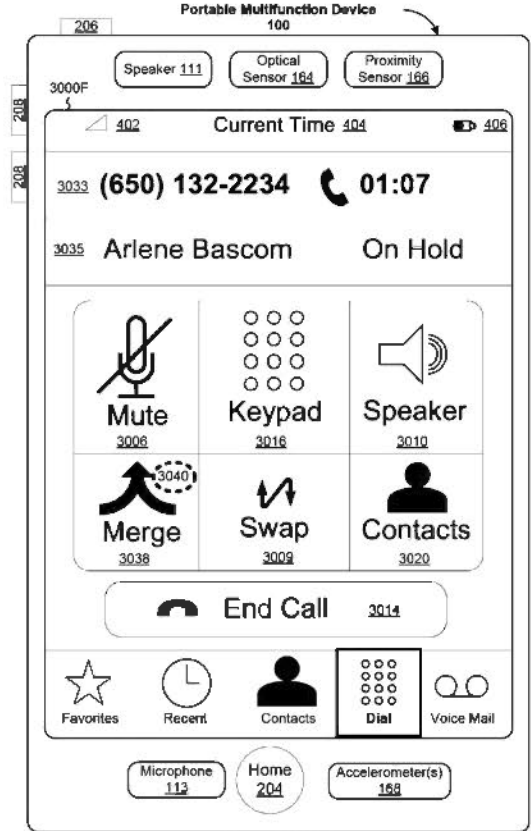 Portable Multifunction Device
100
206
Speaker 111
Optical Sensor 164
Proximity Sensor 166
3000F
208
208
402 Current Time 404 406
3033 (650) 132-2234 01:07
3035 Arlene Bascom On Hold
Mute Keypad Speaker
3006 3016 3010
3040
Merge Swap Contacts
3038 3009 3020
End Call 3014
Favorites Recent Contacts Dial Voice Mail
Microphone 113
Home 204
Accelerometer(s) 168